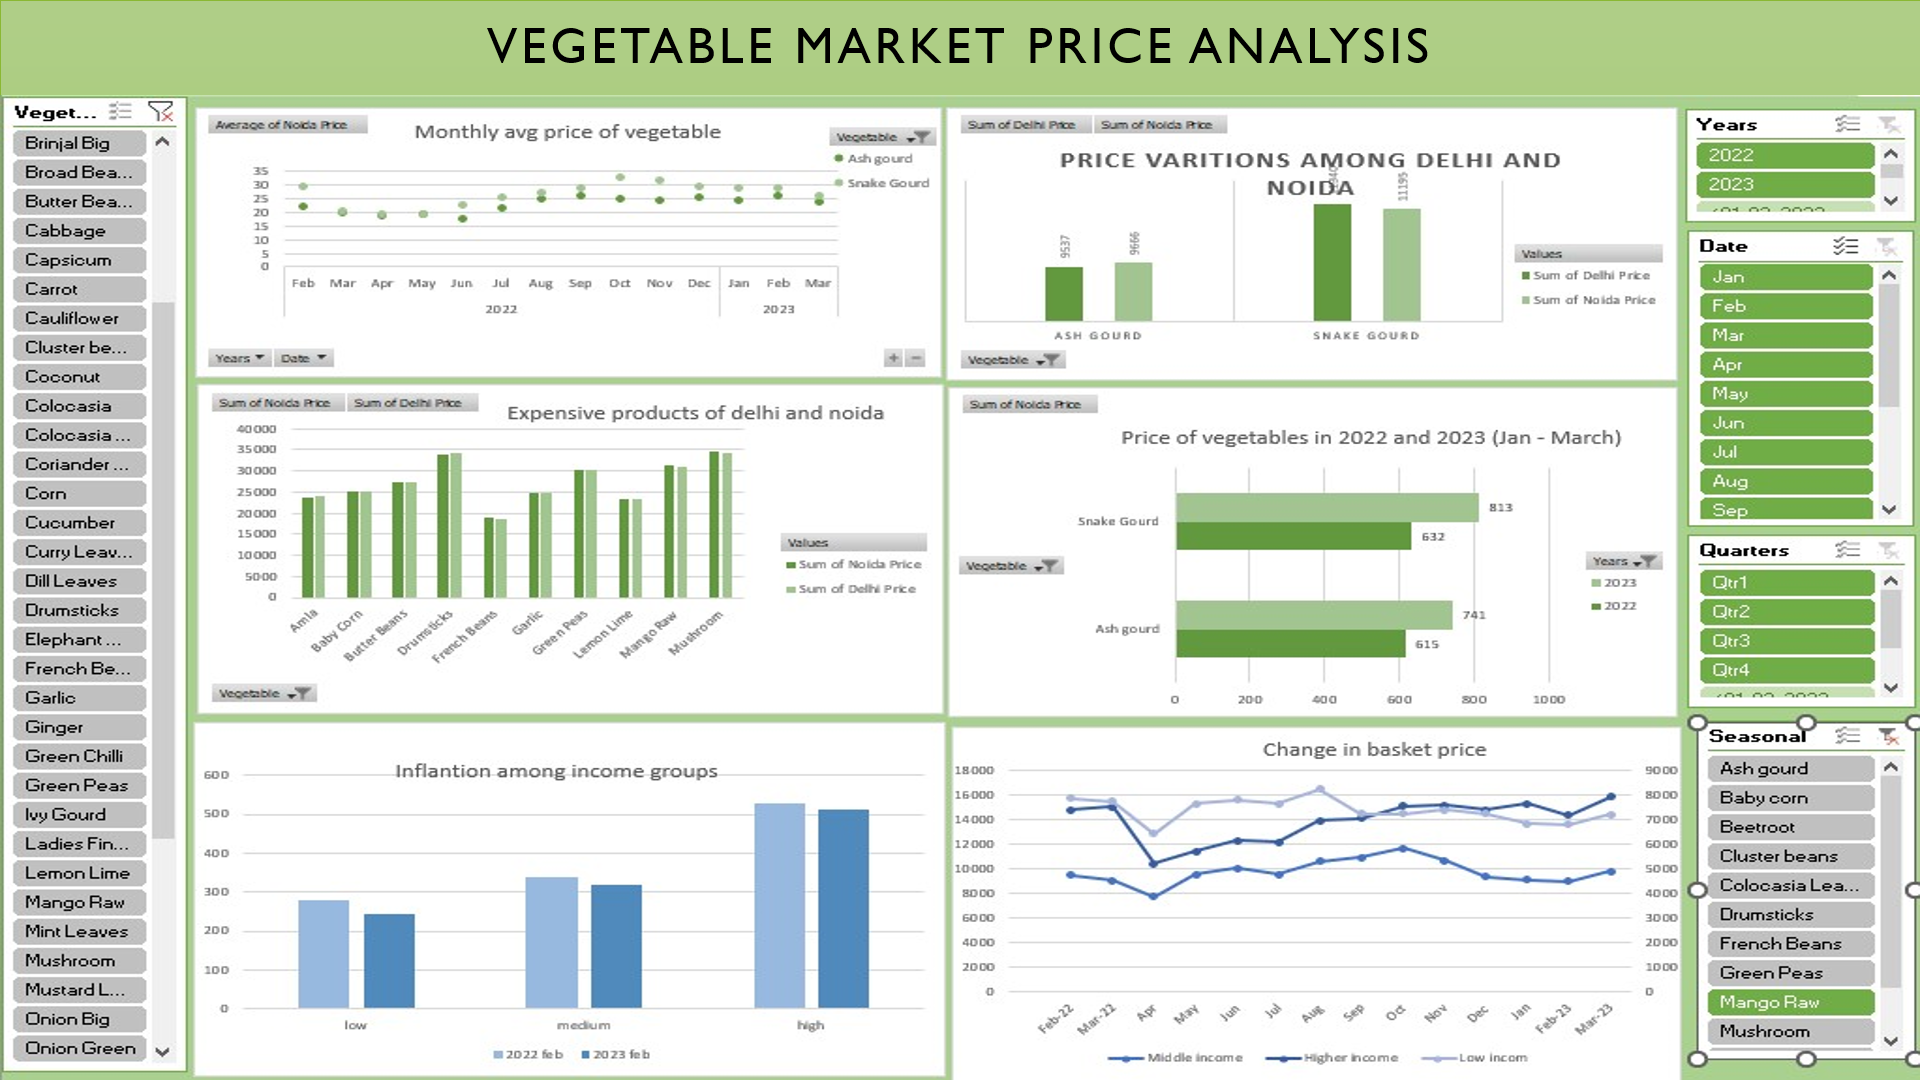 VEGETABLE MARKET PRICE ANALYSIS
Veget...
Brinjal Big
Broad Bea...
Butter Bea...
Cabbage
Capsicum
Carrot
Cauliflower
Cluster be...
Coconut
Colocasia
Colocasia ...
Coriander ...
Corn
Cucumber
Curry Leav...
Dill Leaves
Drumsticks
Elephant ...
French Be...
Garlic
Ginger
Green Chilli
Green Peas
Ivy Gourd
Ladies Fin...
Lemon Lime
Mango Raw
Mint Leaves
Mushroom
Mustard L...
Onion Big
Onion Green
Average of Noida Price
Monthly avg price of vegetable
Vegetable
Ash gourd
Snake Gourd
35
30
25
20
15
10
5
0
Feb Mar Apr May Jun Jul Aug Sep Oct Nov Dec Jan Feb Mar
2022 2023
Years Date
Sum of Delhi Price Sum of Noida Price
PRICE VARITIONS AMONG DELHI AND
NOIDA
9537
9666
11195
Values
Sum of Delhi Price
Sum of Noida Price
ASH GOURD SNAKE GOURD
Vegetable
Sum of Noida Price Sum of Delhi Price
Expensive products of delhi and noida
40000
35000
30000
25000
20000
15000
10000
5000
0
Amla
Baby Corn
Butter Beans
Drumsticks
French Beans
Garlic
Green Peas
Lemon Lime
Mango Raw
Mushroom
Values
Sum of Noida Price
Sum of Delhi Price
Vegetable
Sum of Noida Price
Price of vegetables in 2022 and 2023 (Jan - March)
Snake Gourd
813
632
Vegetable
Years
2023
2022
Ash gourd
741
615
0 200 400 600 800 1000
Inflantion among income groups
600
500
400
300
200
100
0
low medium high
2022 feb 2023 feb
Change in basket price
18000
16000
14000
12000
10000
8000
6000
4000
2000
0
9000
8000
7000
6000
5000
4000
3000
2000
1000
0
Feb-22
Mar-22
Apr
May
Jun
Jul
Aug
Sep
Oct
Nov
Dec
Jan
Feb-23
Mar-23
Middle income Higher income Low incom
Years
2022
2023
Date
Jan
Feb
Mar
Apr
May
Jun
Jul
Aug
Sep
Quarters
Qtr1
Qtr2
Qtr3
Qtr4
Seasonal
Ash gourd
Baby corn
Beetroot
Cluster beans
Colocasia Lea...
Drumsticks
French Beans
Green Peas
Mango Raw
Mushroom